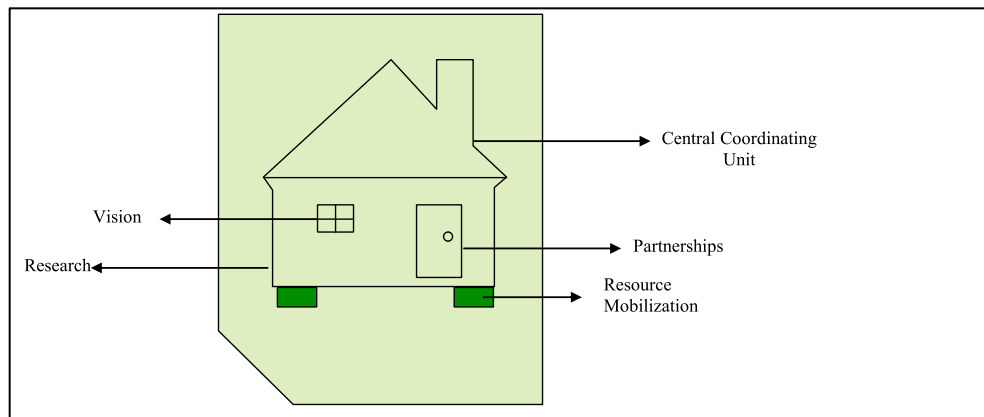 Central Coordinating
Unit
Vision
Partnerships
Research
Resource
Mobilization